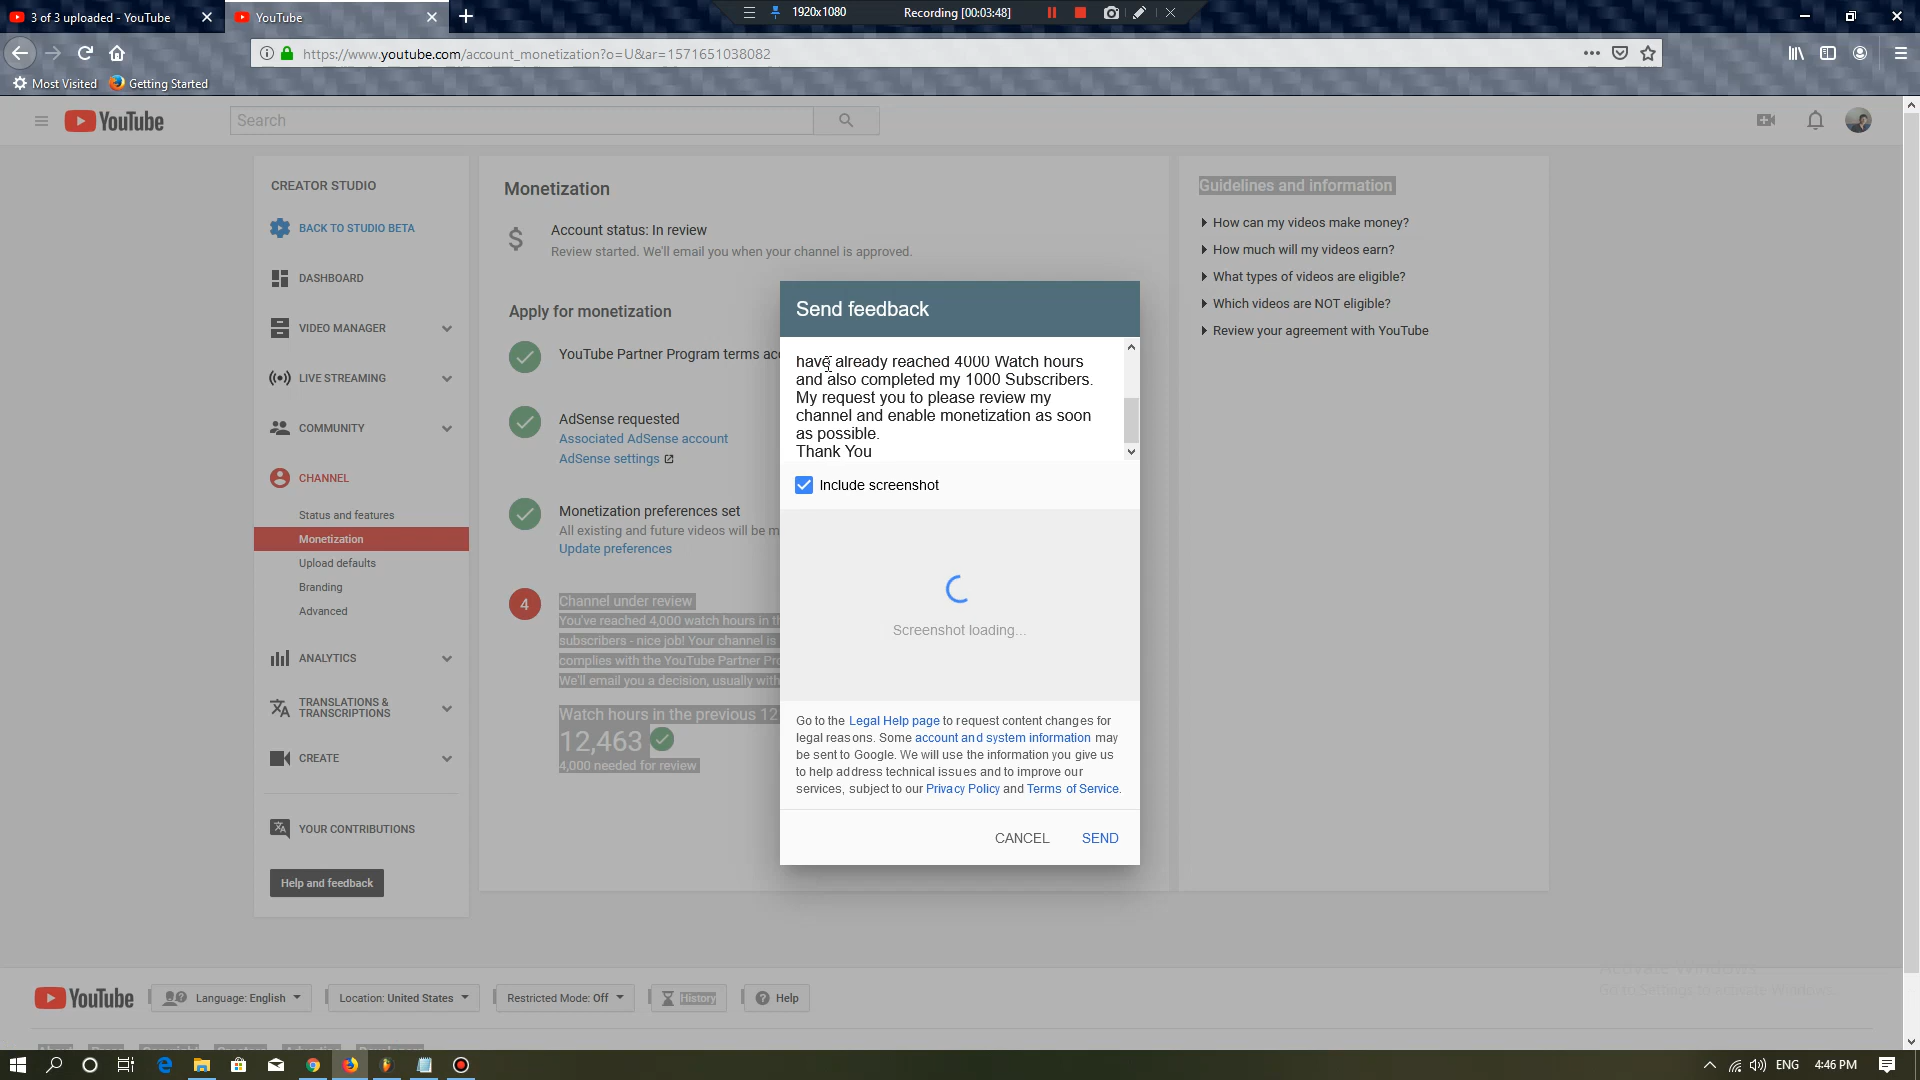 3 of 3 uploaded - YouTube
YouTube
1920x1080
Recording [00:03:48]
https://www.youtube.com/account_monetization?o=U&ar=1571651038082
Most Visited
Getting Started
YouTube
Search
CREATOR STUDIO
BACK TO STUDIO BETA
DASHBOARD
VIDEO MANAGER
LIVE STREAMING
COMMUNITY
CHANNEL
Status and features
Monetization
Upload defaults
Branding
Advanced
ANALYTICS
TRANSLATIONS &
TRANSCRIPTIONS
CREATE
YOUR CONTRIBUTIONS
Help and feedback
Monetization
Account status: In review
Review started. We'll email you when your channel is approved.
Apply for monetization
YouTube Partner Program terms acc
AdSense requested
Associated AdSense account
AdSense settings
Monetization preferences set
All existing and future videos will be m
Update preferences
4
Channel under review
You've reached 4,000 watch hours in th
subscribers - nice job! Your channel is
complies with the YouTube Partner Pro
We'll email you a decision, usually with
Watch hours in the previous 12
12,463
4,000 needed for review
Guidelines and information
How can my videos make money?
How much will my videos earn?
What types of videos are eligible?
Which videos are NOT eligible?
Review your agreement with YouTube
Send feedback
have already reached 4000 Watch hours
and also completed my 1000 Subscribers.
My request you to please review my
channel and enable monetization as soon
as possible.
Thank You
Include screenshot
Screenshot loading...
Go to the Legal Help page to request content changes for
legal reasons. Some account and system information may
be sent to Google. We will use the information you give us
to help address technical issues and to improve our
services, subject to our Privacy Policy and Terms of Service.
CANCEL
SEND
Activate Windows
Go to Settings to activate Windows.
YouTube
Language: English
Location: United States
Restricted Mode: Off
History
Help
ENG
4:46 PM